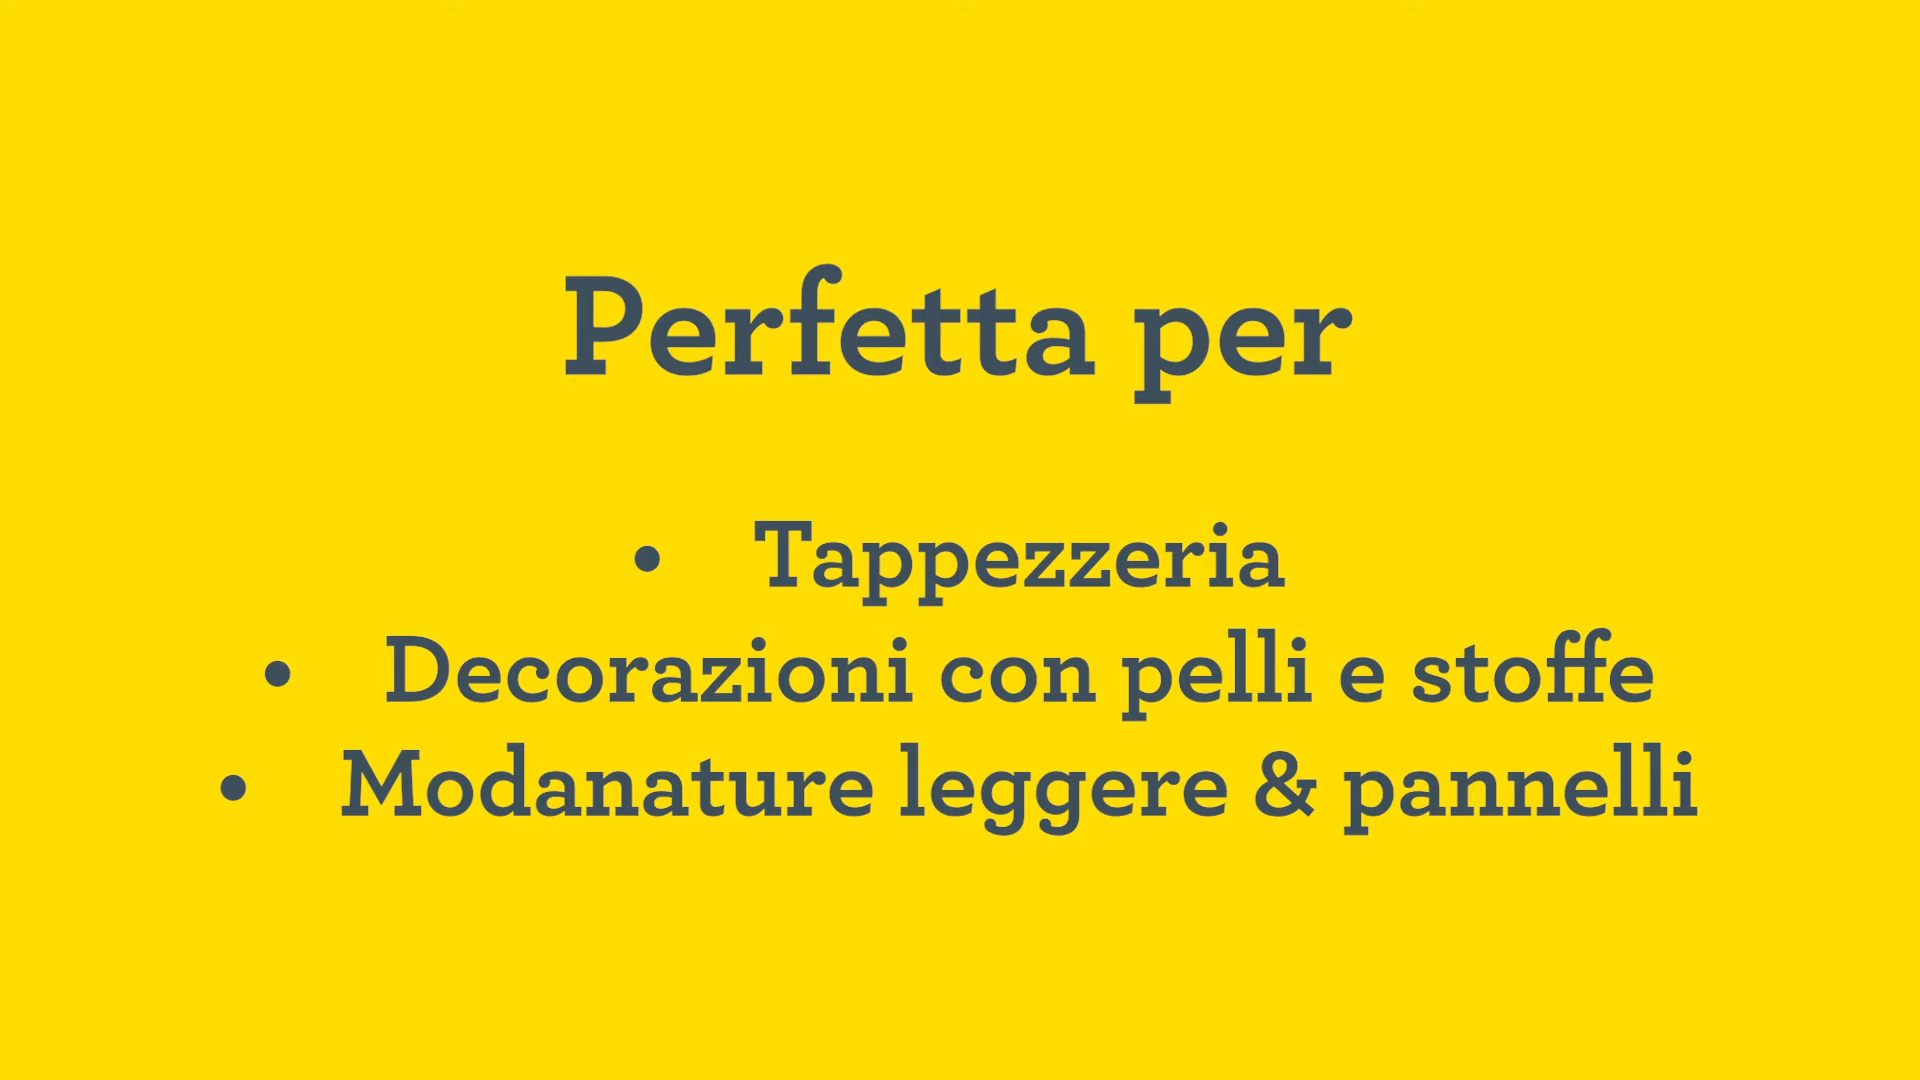 Perfetta per
• Tappezzeria
• Decorazioni con pelli e stoffe
• Modanature leggere & pannelli